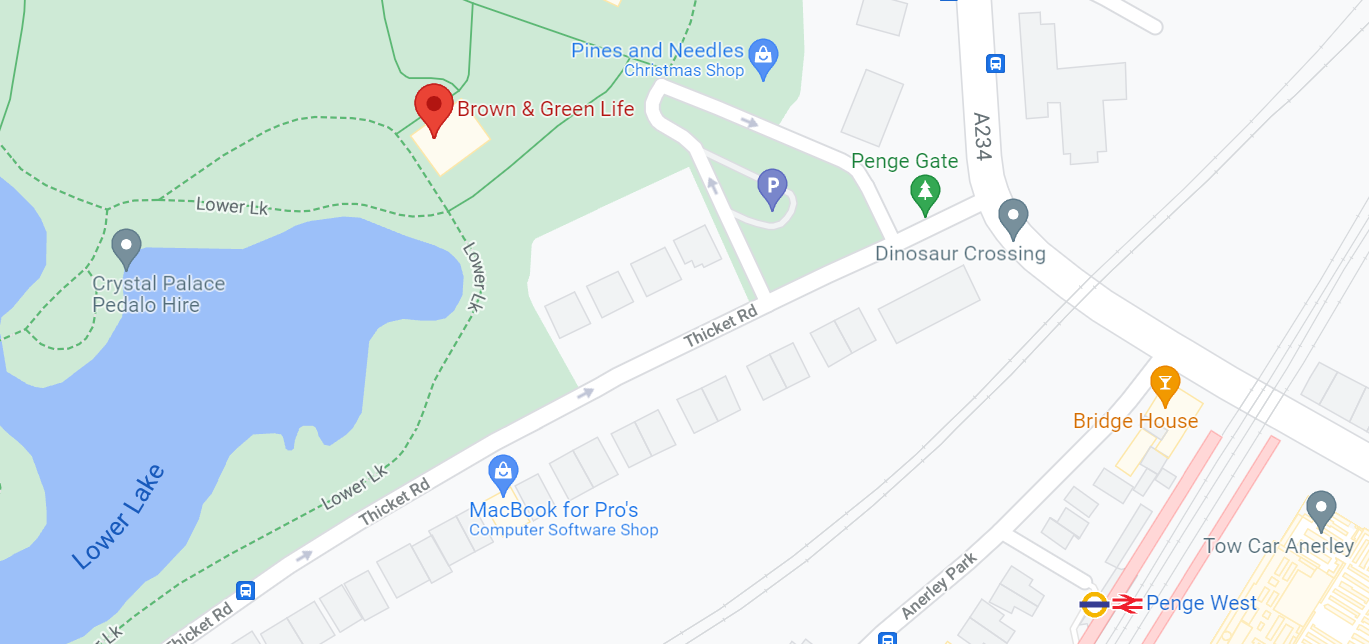 Pines and Needles
Christmas Shop
Brown & Green Life
A234
Penge Gate
P
Lower Lk
Dinosaur Crossing
Lower Lk
Crystal Palace
Pedalo Hire
Thicket Rd
Bridge House
Lower Lake
Lower Lk
Thicket Rd
MacBook for Pro's
Computer Software Shop
Tow Car Anerley
Anerley Park
Penge West
Thicket Rd
Lk